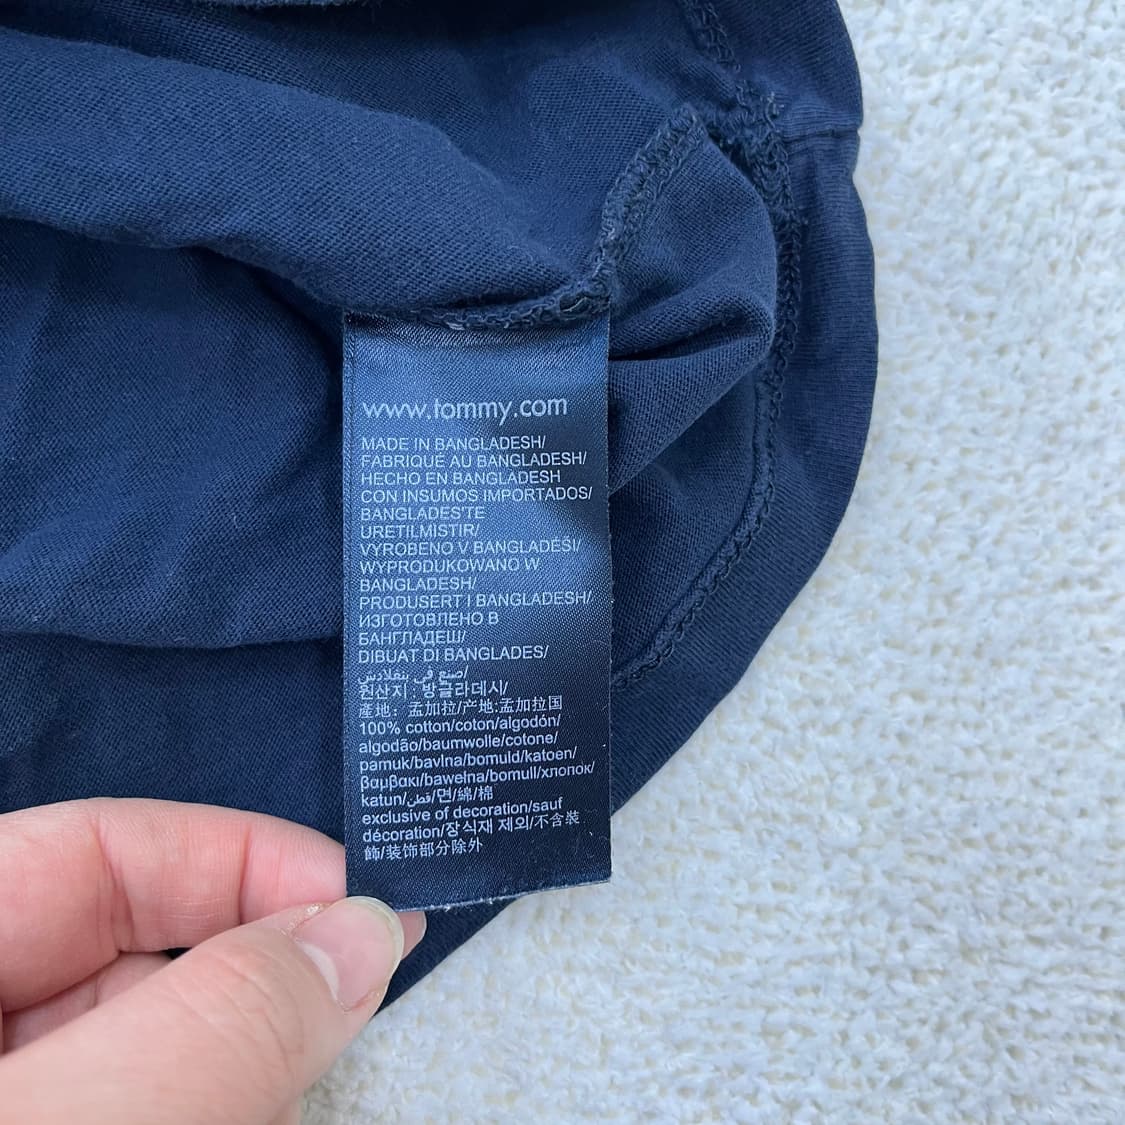 www.tommy.com
MADE IN BANGLADESH/
FABRIQUÉ AU BANGLADESH/
HECHO EN BANGLADESH
CON INSUMOS IMPORTADOS/
BANGLADES'TE
URETILMISTIR/
VYROBENO V BANGLADÉŠI/
WYPRODUKOWANO W
BANGLADESH/
PRODUSERT I BANGLADESH/
ИЗГОТОВЛЕНО В
БАНГЛАДЕШ/
DIBUAT DI BANGLADES/
صنع في بنغلادش/
원산지 : 방글라데시/
產地：孟加拉/产地:孟加拉国
100% cotton/coton/algodón/
algodão/baumwolle/cotone/
pamuk/bavlna/bomuld/katoen/
βαμβακι/bawełna/bomull/хлопок/
katun/قطن/면/綿/棉
exclusive of decoration/sauf
décoration/장식재 제외/不含裝
飾/装饰部分除外